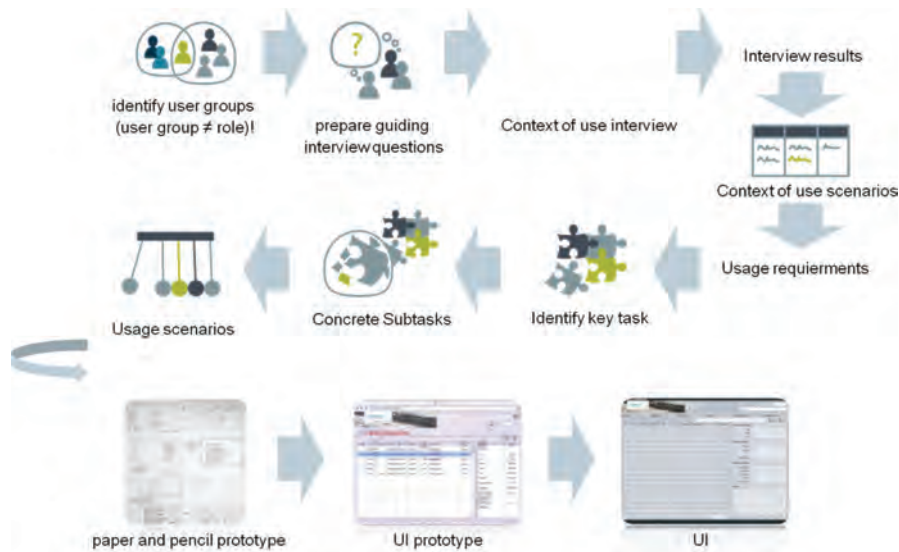 identify user groups
(user group ≠ role)!
?
prepare guiding
interview questions
Context of use interview
Interview results
Context of use scenarios
Usage requierments
Identify key task
Concrete Subtasks
Usage scenarios
paper and pencil prototype
UI prototype
UI